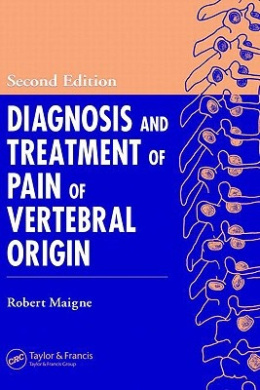 Second Edition
DIAGNOSIS AND
TREATMENT OF
PAIN OF
VERTEBRAL
ORIGIN
Robert Maigne
CRC
Taylor & Francis
Taylor & Francis Group